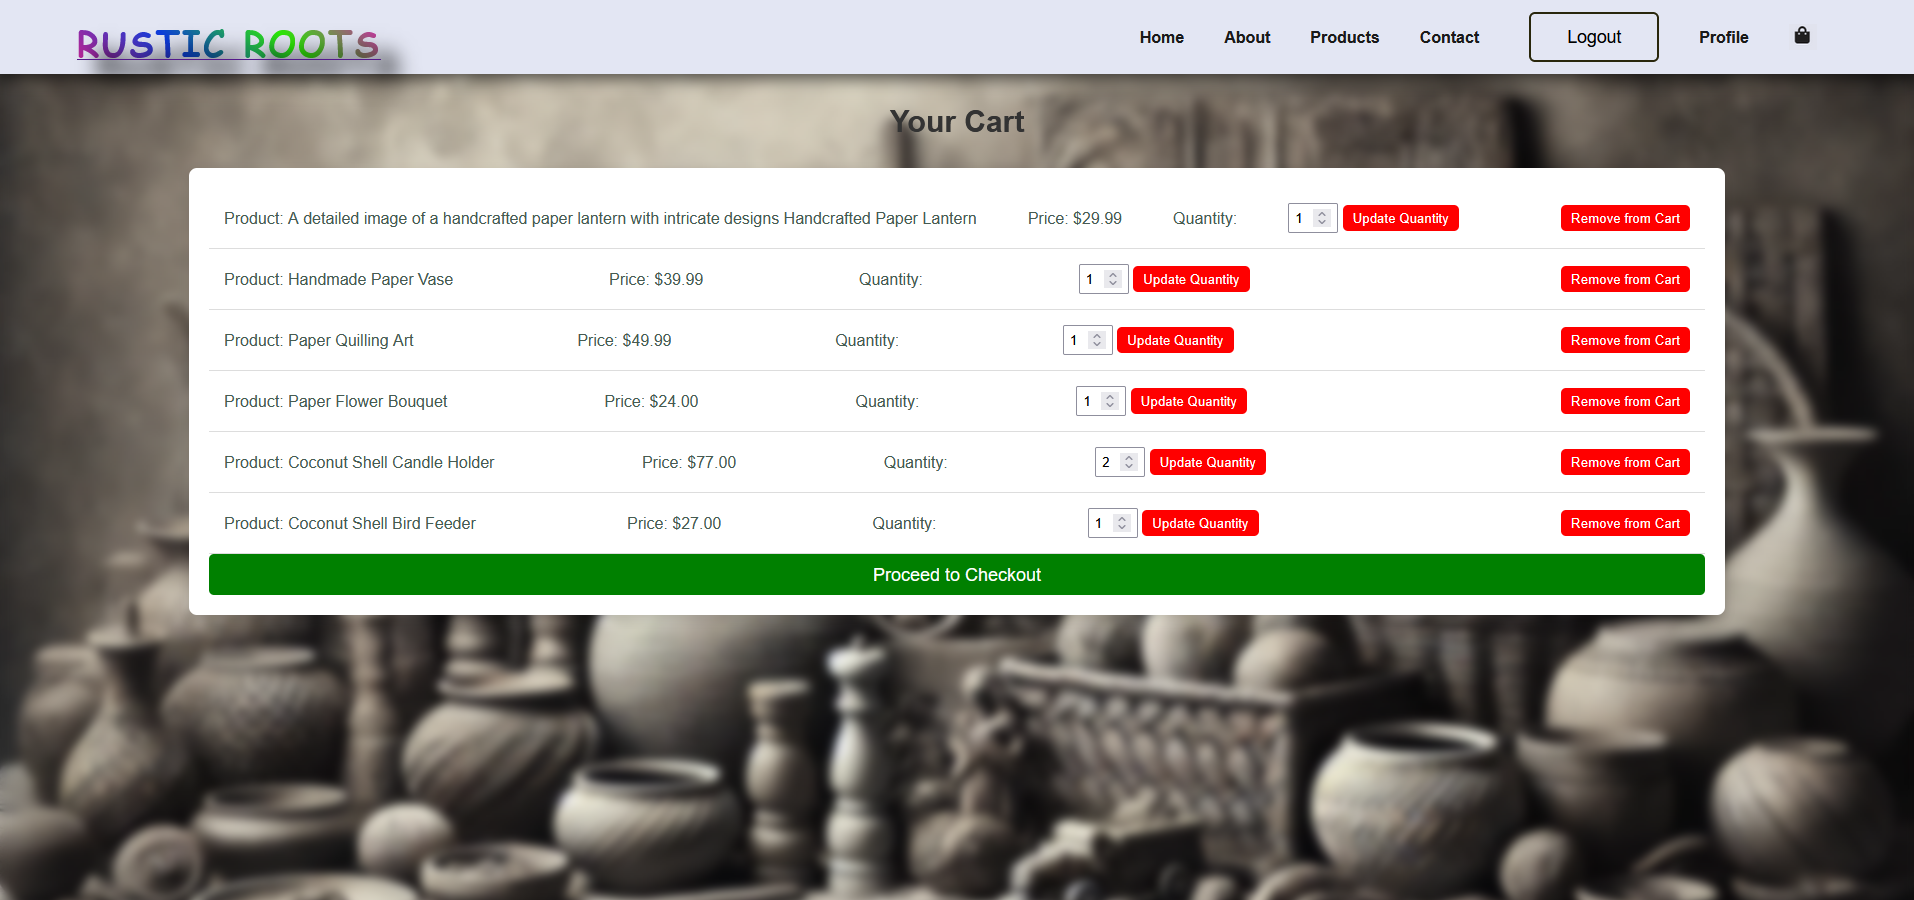 RUSTIC ROOTS Home About Products Contact Logout Profile
Your Cart
Product: A detailed image of a handcrafted paper lantern with intricate designs Handcrafted Paper Lantern Price: $29.99 Quantity: 1 Update Quantity Remove from Cart
Product: Handmade Paper Vase Price: $39.99 Quantity: 1 Update Quantity Remove from Cart
Product: Paper Quilling Art Price: $49.99 Quantity: 1 Update Quantity Remove from Cart
Product: Paper Flower Bouquet Price: $24.00 Quantity: 1 Update Quantity Remove from Cart
Product: Coconut Shell Candle Holder Price: $77.00 Quantity: 2 Update Quantity Remove from Cart
Product: Coconut Shell Bird Feeder Price: $27.00 Quantity: 1 Update Quantity Remove from Cart
Proceed to Checkout